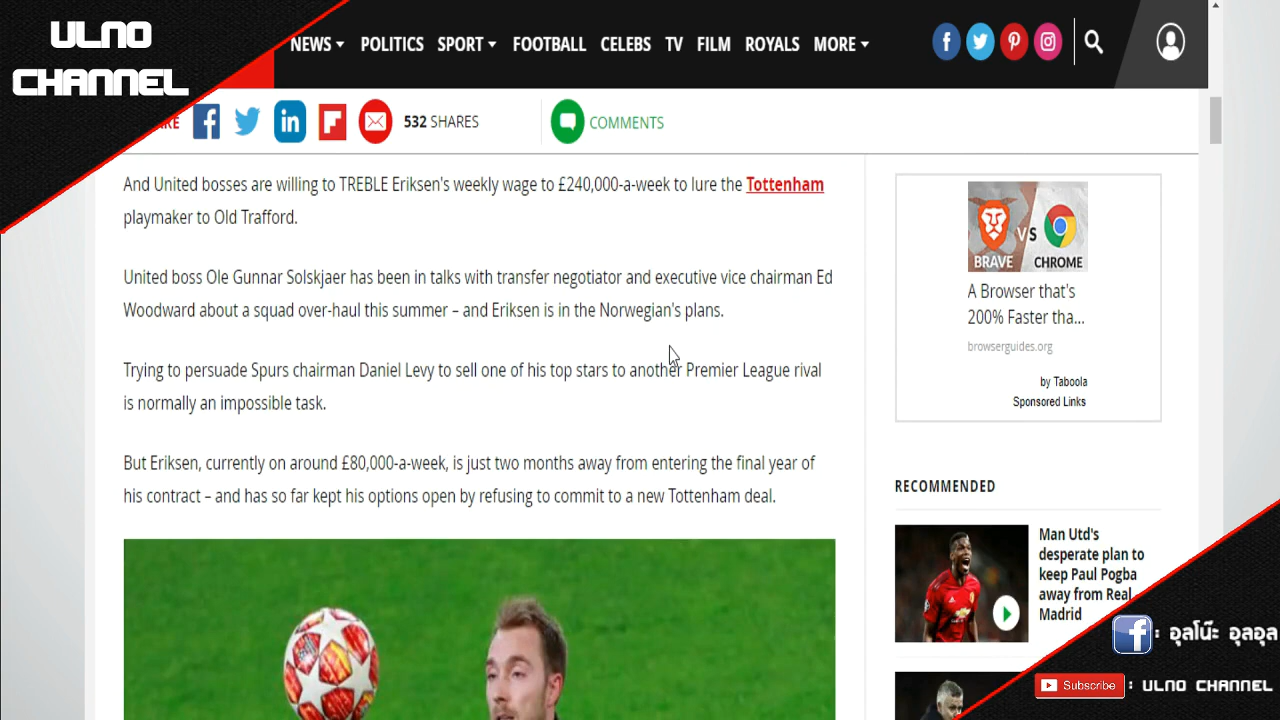 ULNO
CHANNEL
NEWS POLITICS SPORT FOOTBALL CELEBS TV FILM ROYALS MORE
532 SHARES
COMMENTS
And United bosses are willing to TREBLE Eriksen's weekly wage to £240,000-a-week to lure the Tottenham
playmaker to Old Trafford.
United boss Ole Gunnar Solskjaer has been in talks with transfer negotiator and executive vice chairman Ed
Woodward about a squad over-haul this summer – and Eriksen is in the Norwegian's plans.
Trying to persuade Spurs chairman Daniel Levy to sell one of his top stars to another Premier League rival
is normally an impossible task.
But Eriksen, currently on around £80,000-a-week, is just two months away from entering the final year of
his contract – and has so far kept his options open by refusing to commit to a new Tottenham deal.
BRAVE VS CHROME
A Browser that's
200% Faster tha...
browserguides.org
by Taboola
Sponsored Links
RECOMMENDED
Man Utd's
desperate plan to
keep Paul Pogba
away from Real
Madrid
: อุลโน๊ะ อุลอุล
Subscribe : ULNO CHANNEL